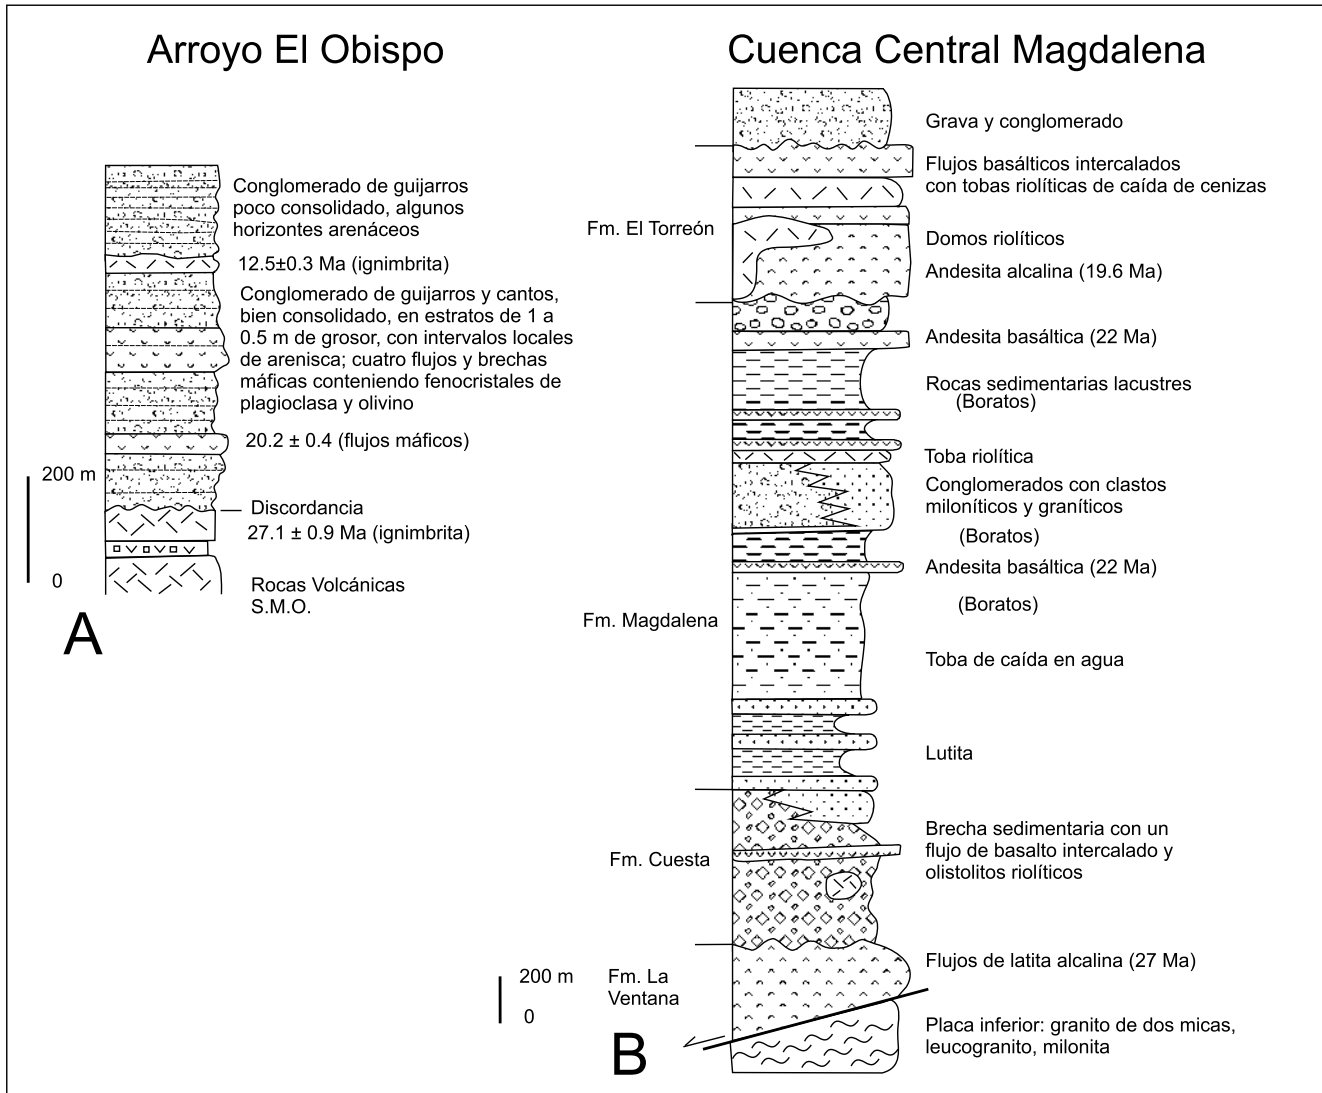 Arroyo El Obispo
Conglomerado de guijarros
poco consolidado, algunos
horizontes arenáceos
12.5±0.3 Ma (ignimbrita)
Conglomerado de guijarros y cantos,
bien consolidado, en estratos de 1 a
0.5 m de grosor, con intervalos locales
de arenisca; cuatro flujos y brechas
máficas conteniendo fenocristales de
plagioclasa y olivino
20.2 ± 0.4 (flujos máficos)
200 m
0
Discordancia
27.1 ± 0.9 Ma (ignimbrita)
Rocas Volcánicas
S.M.O.
A
Cuenca Central Magdalena
Grava y conglomerado
Flujos basálticos intercalados
con tobas riolíticas de caída de cenizas
Fm. El Torreón
Domos riolíticos
Andesita alcalina (19.6 Ma)
Andesita basáltica (22 Ma)
Rocas sedimentarias lacustres
(Boratos)
Toba riolítica
Conglomerados con clastos
miloníticos y graníticos
(Boratos)
Andesita basáltica (22 Ma)
(Boratos)
Fm. Magdalena
Toba de caída en agua
Lutita
Fm. Cuesta
Brecha sedimentaria con un
flujo de basalto intercalado y
olistolitos riolíticos
Flujos de latita alcalina (27 Ma)
200 m
0
Fm. La
Ventana
Placa inferior: granito de dos micas,
leucogranito, milonita
B